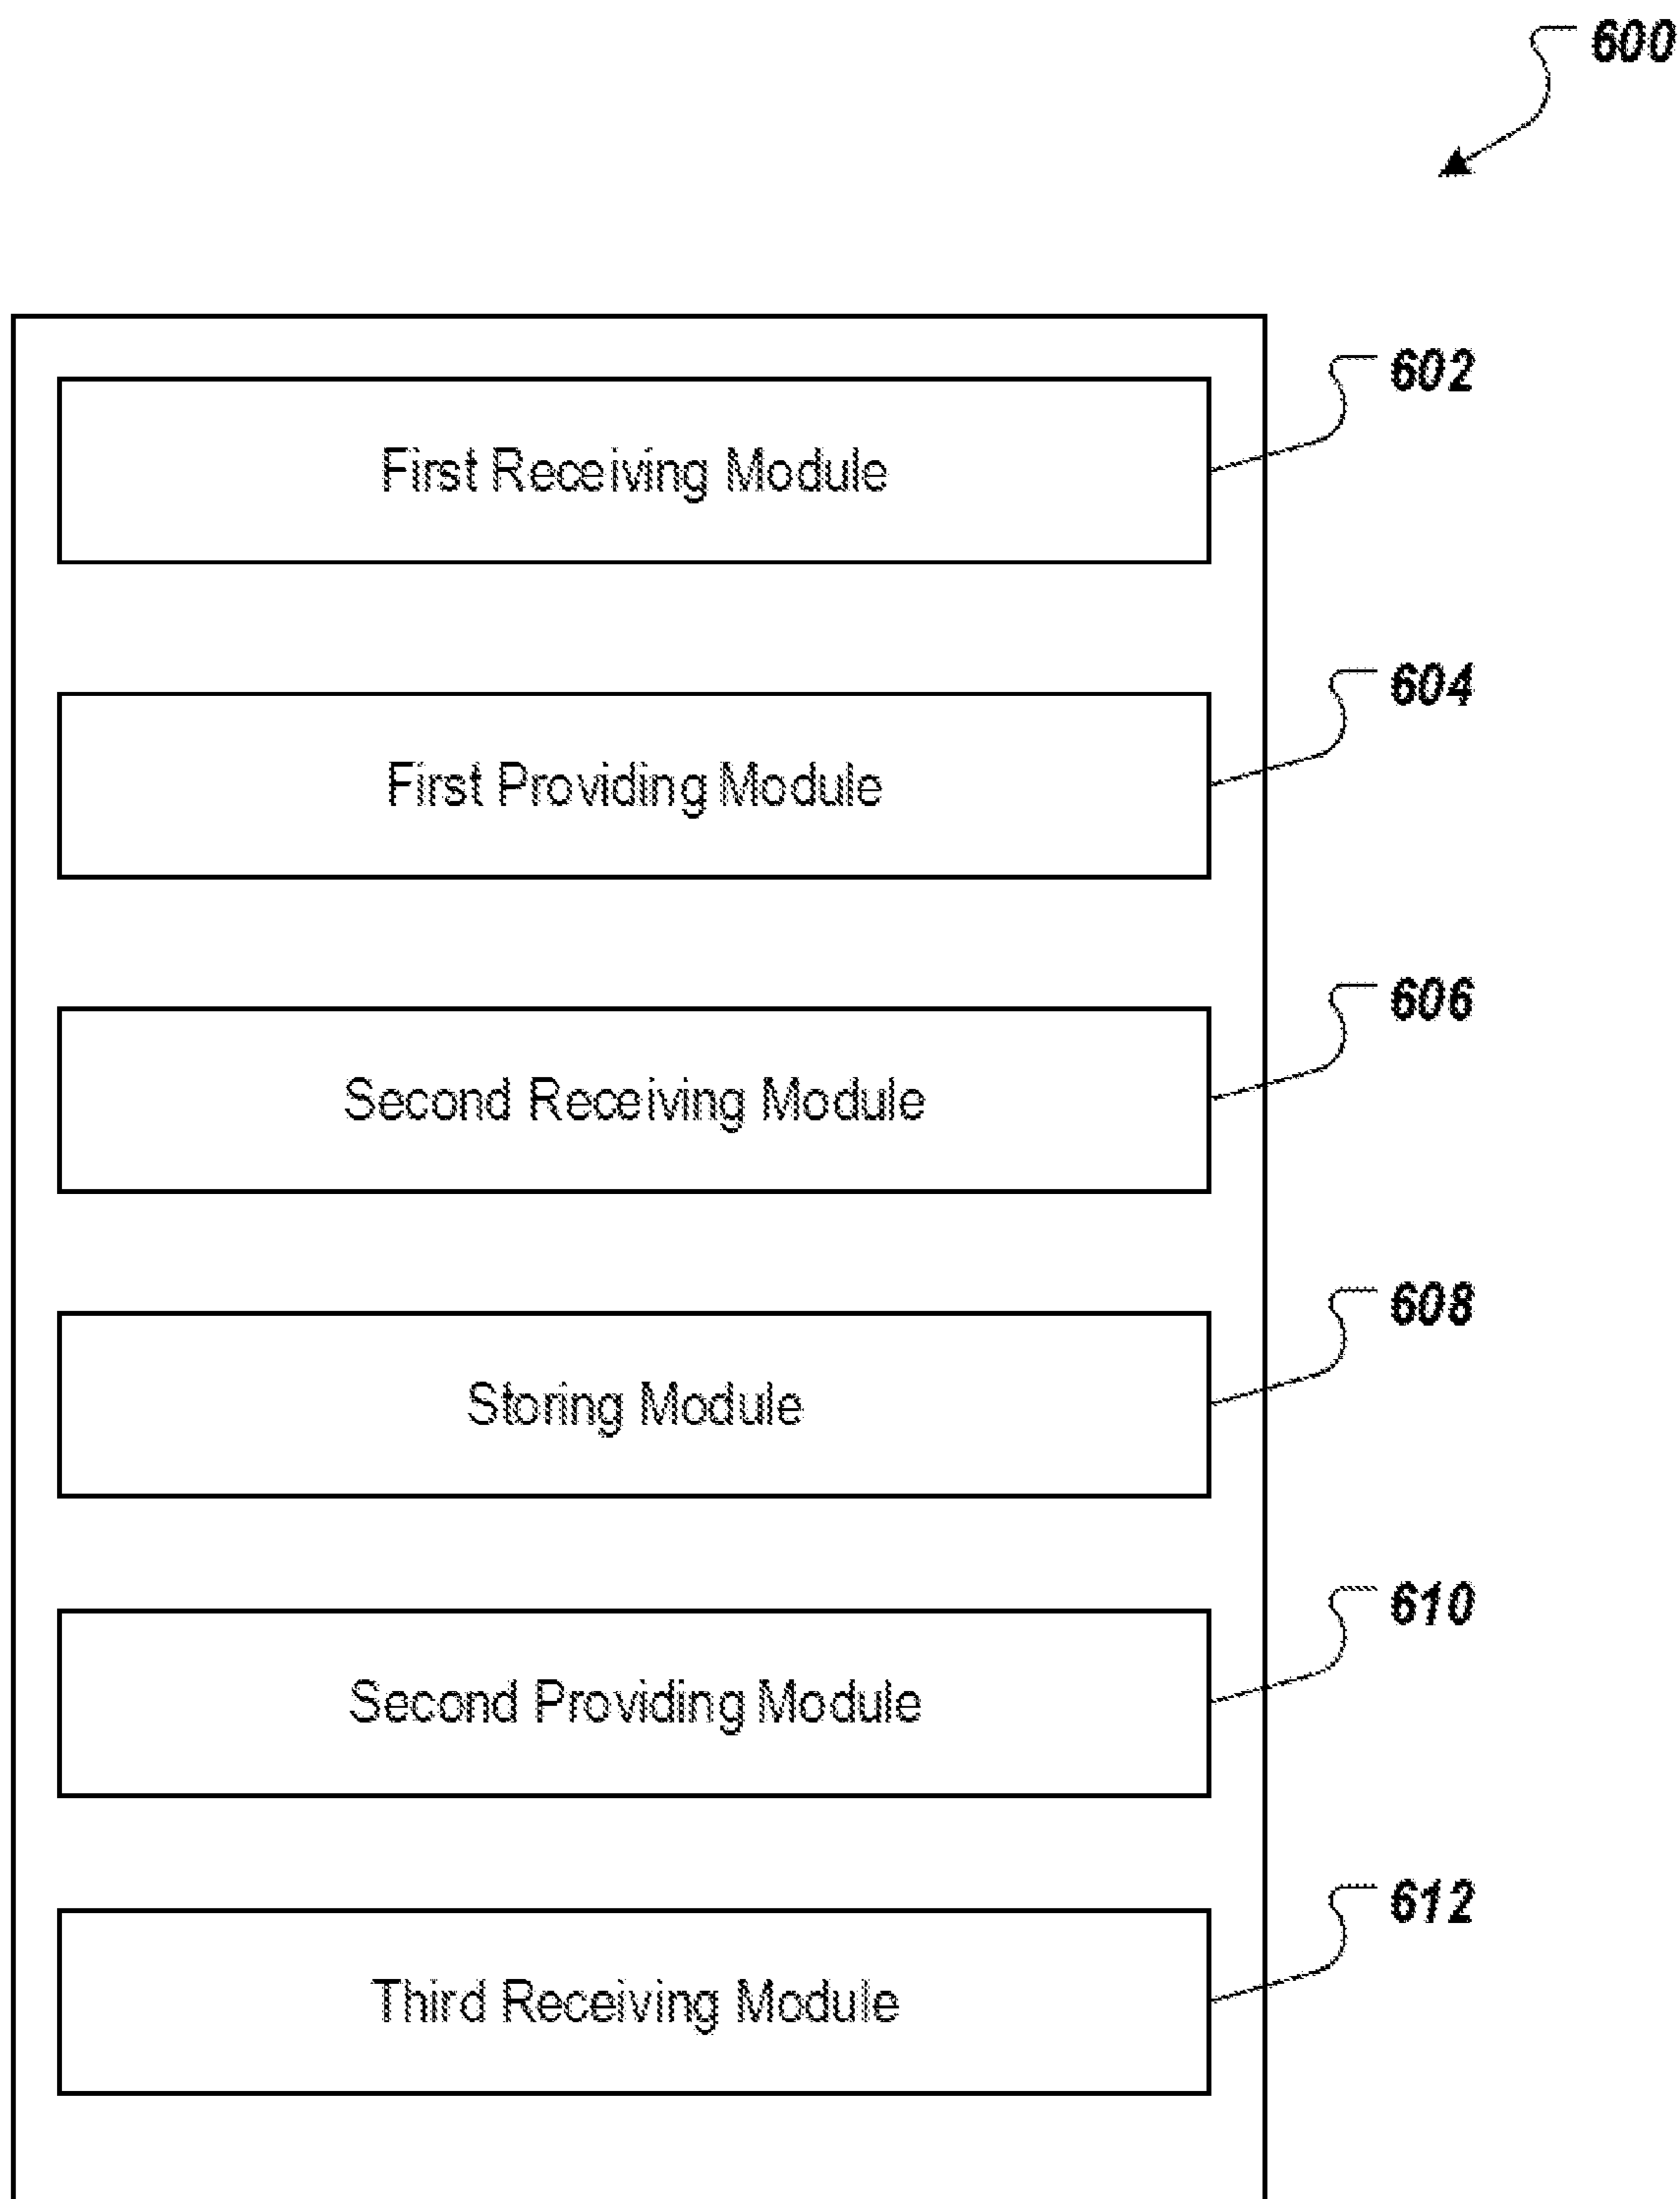 600
602
First Receiving Module
604
First Providing Module
606
Second Receiving Module
608
Storing Module
610
Second Providing Module
612
Third Receiving Module